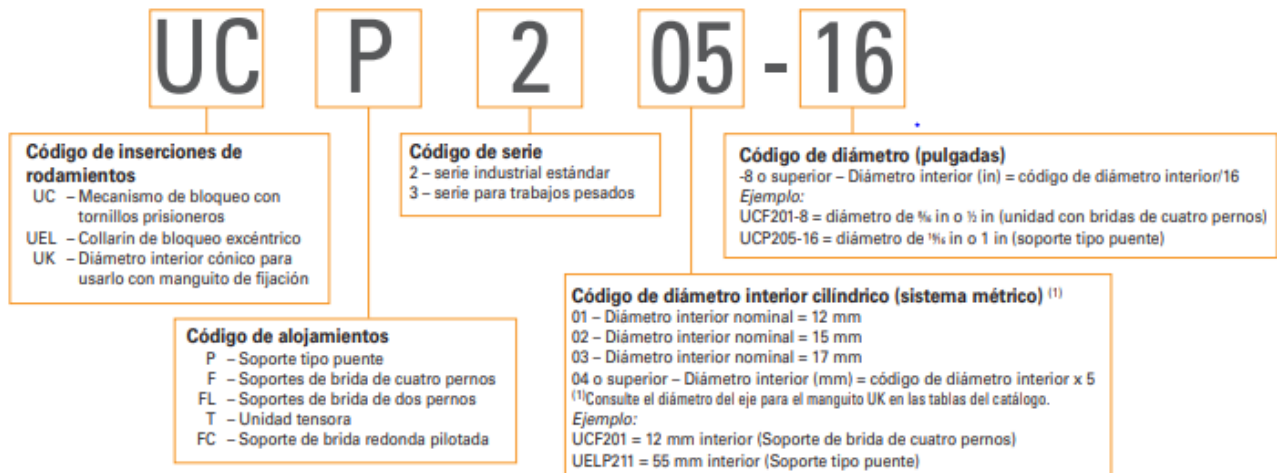 UC P 2 05 - 16
Código de inserciones de
rodamientos
UC – Mecanismo de bloqueo con
tornillos prisioneros
UEL – Collarín de bloqueo excéntrico
UK – Diámetro interior cónico para
usarlo con manguito de fijación
Código de alojamientos
P – Soporte tipo puente
F – Soportes de brida de cuatro pernos
FL – Soportes de brida de dos pernos
T – Unidad tensora
FC – Soporte de brida redonda pilotada
Código de serie
2 – serie industrial estándar
3 – serie para trabajos pesados
Código de diámetro interior cilíndrico (sistema métrico) (1)
01 – Diámetro interior nominal = 12 mm
02 – Diámetro interior nominal = 15 mm
03 – Diámetro interior nominal = 17 mm
04 o superior – Diámetro interior (mm) = código de diámetro interior x 5
(1)Consulte el diámetro del eje para el manguito UK en las tablas del catálogo.
Ejemplo:
UCF201 = 12 mm interior (Soporte de brida de cuatro pernos)
UELP211 = 55 mm interior (Soporte tipo puente)
Código de diámetro (pulgadas)
-8 o superior – Diámetro interior (in) = código de diámetro interior/16
Ejemplo:
UCF201-8 = diámetro de in o ½ in (unidad con bridas de cuatro pernos)
UCP205-16 = diámetro de in o 1 in (soporte tipo puente)